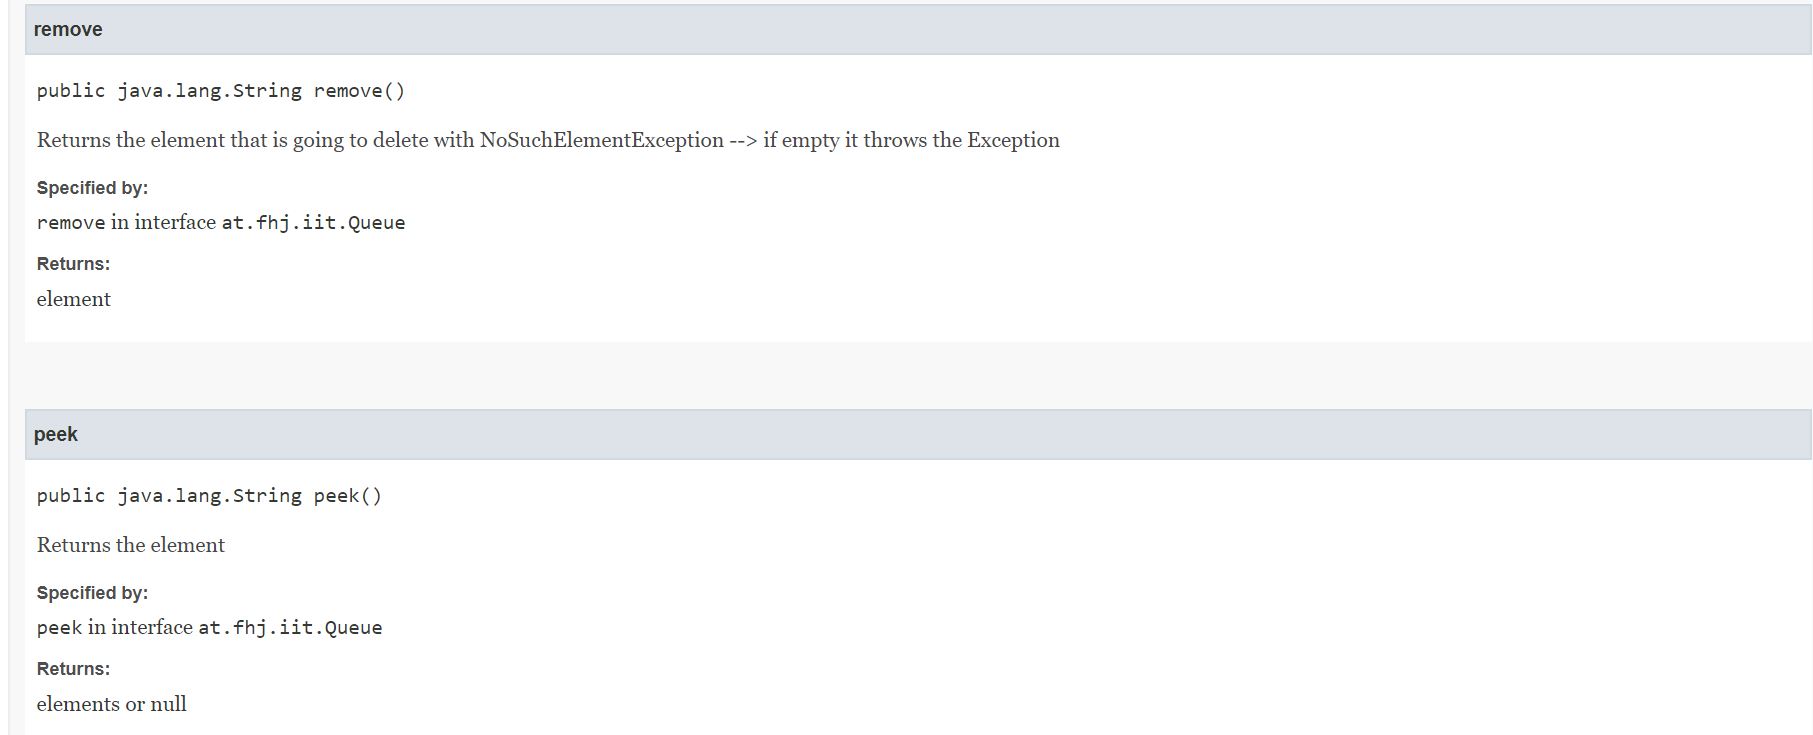 remove
public java.lang.String remove()
Returns the element that is going to delete with NoSuchElementException --> if empty it throws the Exception
Specified by:
remove in interface at.fhj.iit.Queue
Returns:
element
peek
public java.lang.String peek()
Returns the element
Specified by:
peek in interface at.fhj.iit.Queue
Returns:
elements or null